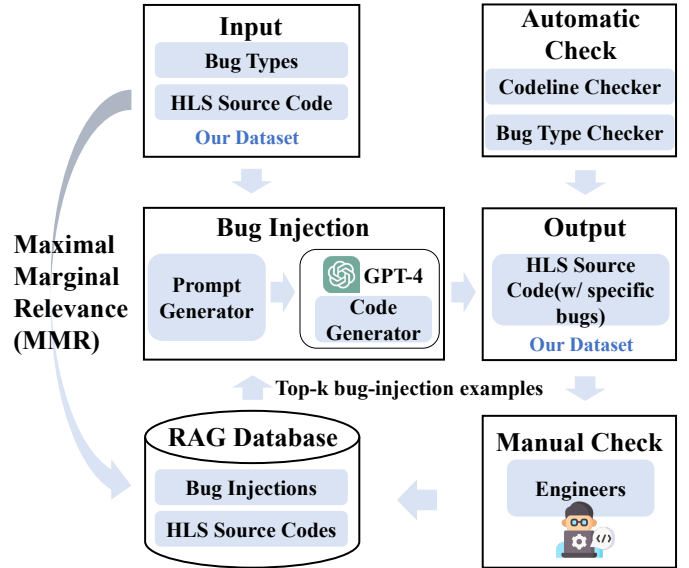 Input
Bug Types
HLS Source Code
Our Dataset
Automatic
Check
Codeline Checker
Bug Type Checker
Maximal
Marginal
Relevance
(MMR)
Bug Injection
Prompt
Generator
GPT-4
Code
Generator
Output
HLS Source
Code(w/ specific
bugs)
Our Dataset
Top-k bug-injection examples
RAG Database
Bug Injections
HLS Source Codes
Manual Check
Engineers
</>